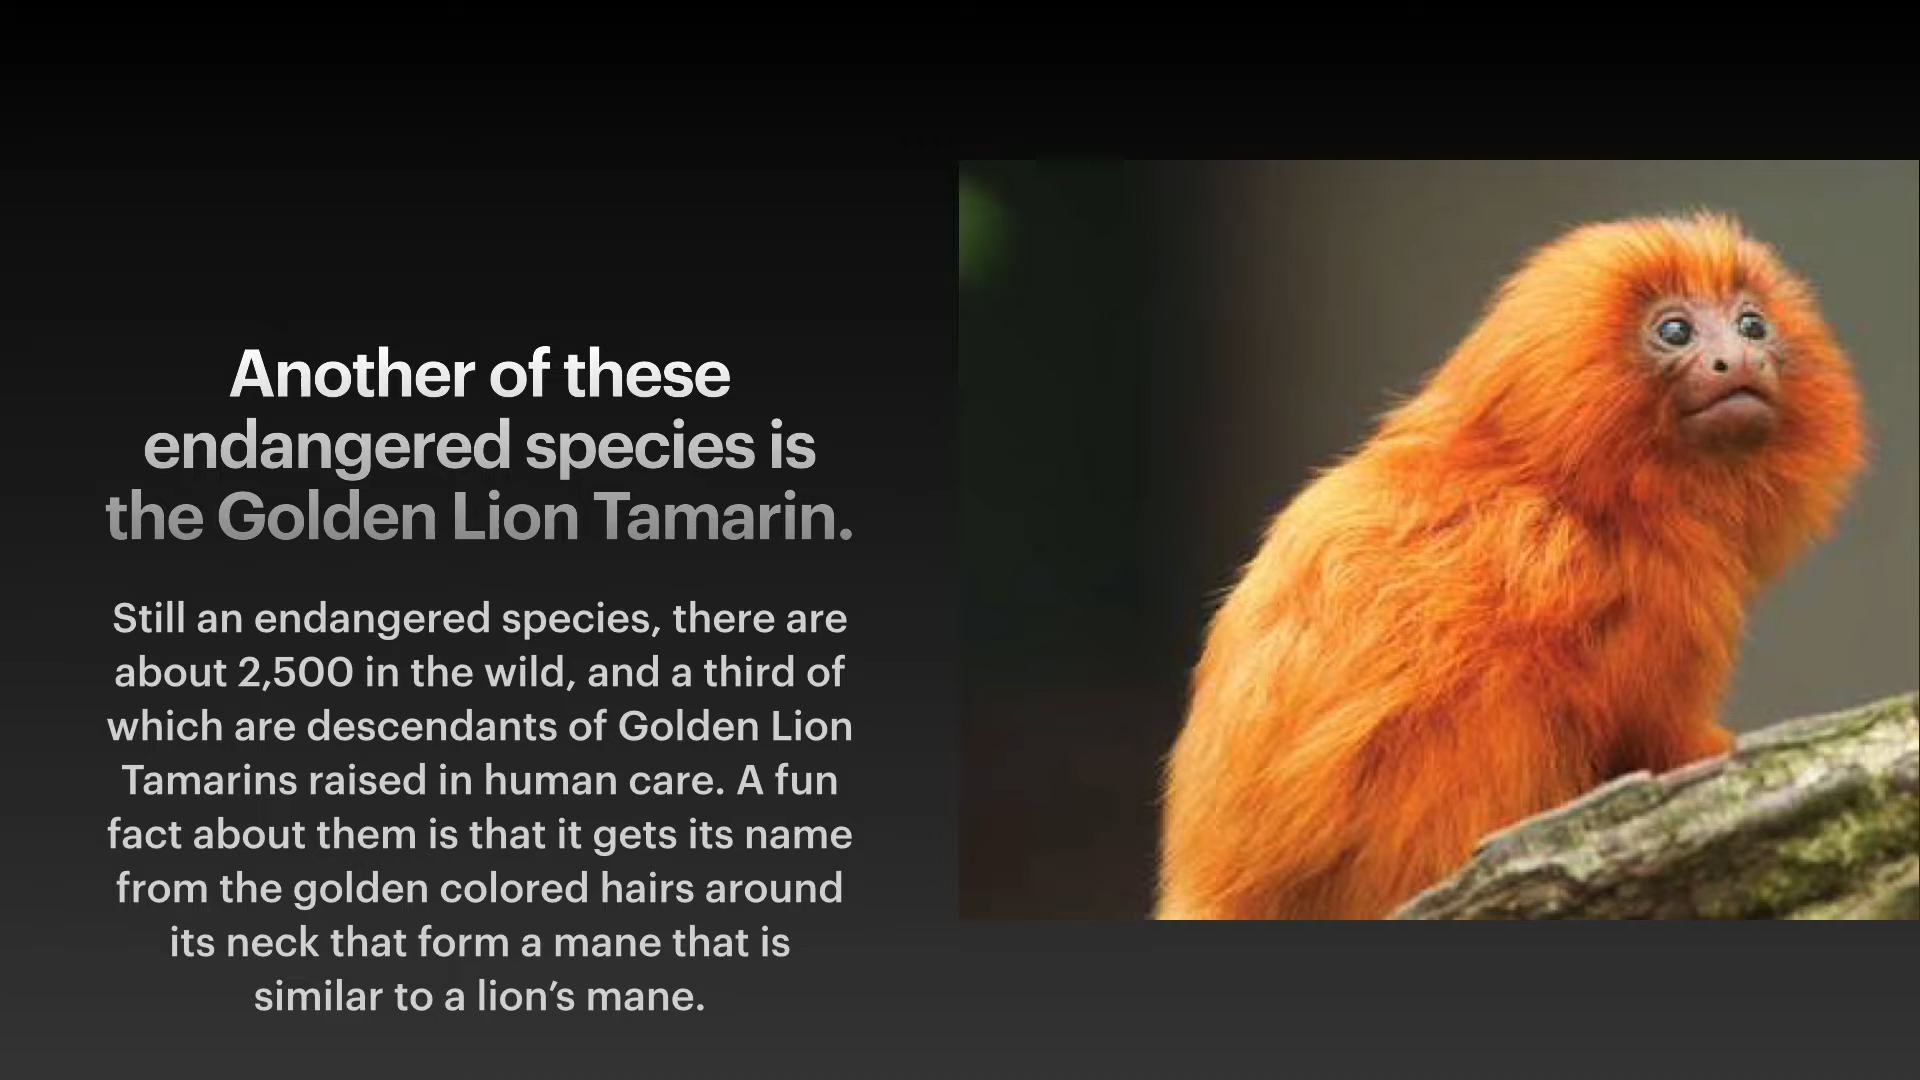 Another of these
endangered species is
the Golden Lion Tamarin.
Still an endangered species, there are
about 2,500 in the wild, and a third of
which are descendants of Golden Lion
Tamarins raised in human care. A fun
fact about them is that it gets its name
from the golden colored hairs around
its neck that form a mane that is
similar to a lion’s mane.